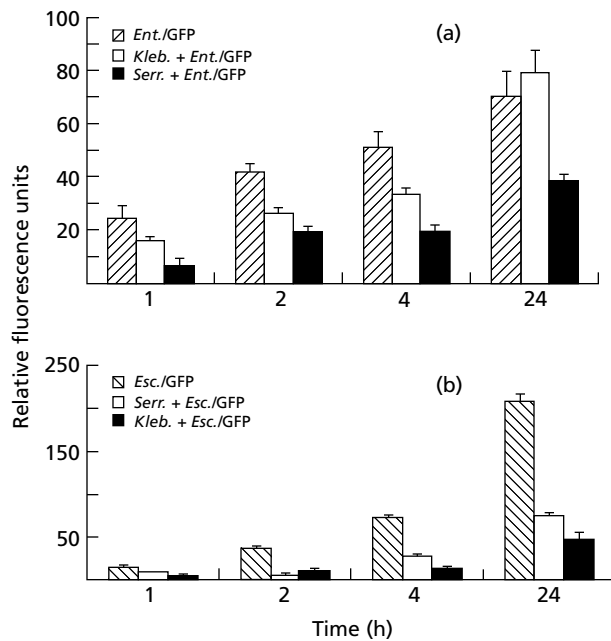 100
(a)
Ent./GFP
Kleb. + Ent./GFP
Serr. + Ent./GFP
80
60
40
20
1 2 4 24
Relative fluorescence units
250
(b)
Esc./GFP
Serr. + Esc./GFP
Kleb. + Esc./GFP
150
50
1 2 4 24
Time (h)